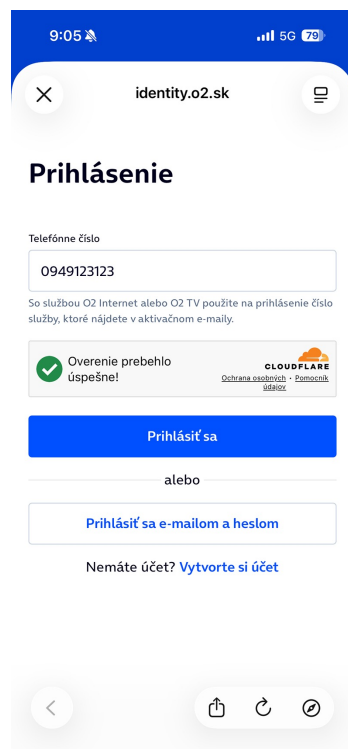 9:05
5G 79
identity.o2.sk
Prihlásenie
Telefónne číslo
0949123123
So službou O2 Internet alebo O2 TV použite na prihlásenie číslo
služby, ktoré nájdete v aktivačnom e-maily.
Overenie prebehlo
úspešne!
CLOUDFLARE
Ochrana osobných · Pomocník
údajov
Prihlásiť sa
alebo
Prihlásiť sa e-mailom a heslom
Nemáte účet? Vytvorte si účet